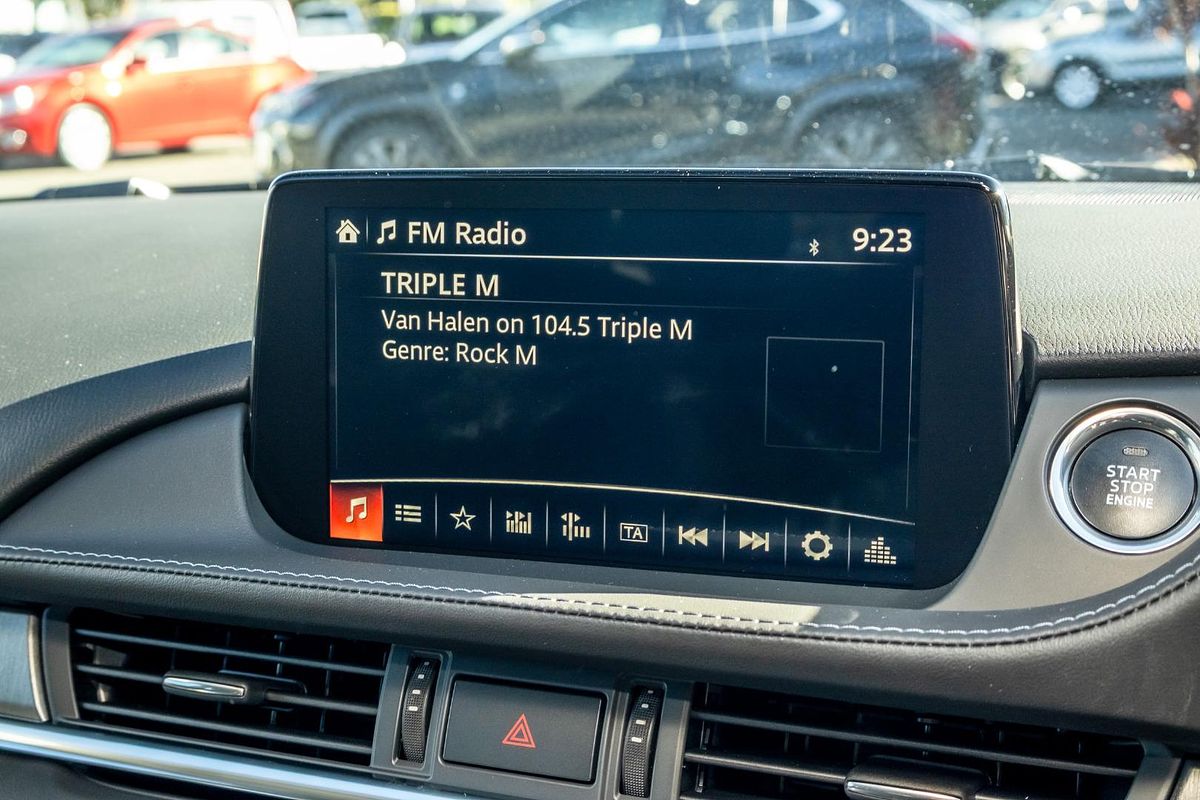 FM Radio
9:23
TRIPLE M
Van Halen on 104.5 Triple M
Genre: Rock M
TA
START
STOP
ENGINE